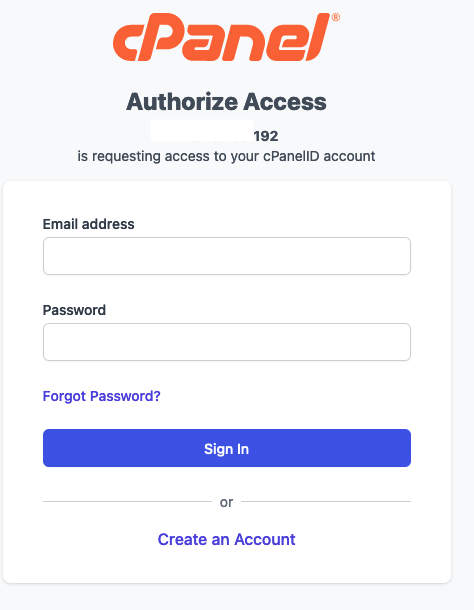 cPanel®
Authorize Access
192
is requesting access to your cPanelID account
Email address
Password
Forgot Password?
Sign In
or
Create an Account